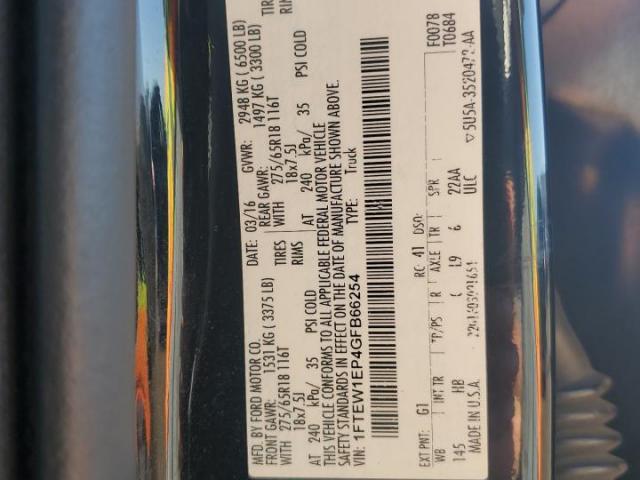 MFD. BY FORD MOTOR CO.
DATE: 03/16 GVWR: 2948 KG ( 6500 LB)
FRONT GAWR: 1531 KG ( 3375 LB) REAR GAWR: 1497 KG ( 3300 LB)
WITH 275/65R18 116T TIRES WITH 275/65R18 116T TIRE
18x7.5J RIMS 18x7.5J RIM
AT 240 kPa/ 35 PSI COLD AT 240 kPa/ 35 PSI COLD
THIS VEHICLE CONFORMS TO ALL APPLICABLE FEDERAL MOTOR VEHICLE
SAFETY STANDARDS IN EFFECT ON THE DATE OF MANUFACTURE SHOWN ABOVE.
VIN: 1FTEW1EP4GFB66254 TYPE: Truck
F0078
T0684
EXT PNT: G1 RC: 41 DSO:
WB INT TR TP/PS R AXLE TR SPR
145 HB L9 6 22AA
MADE IN U.S.A. ULC